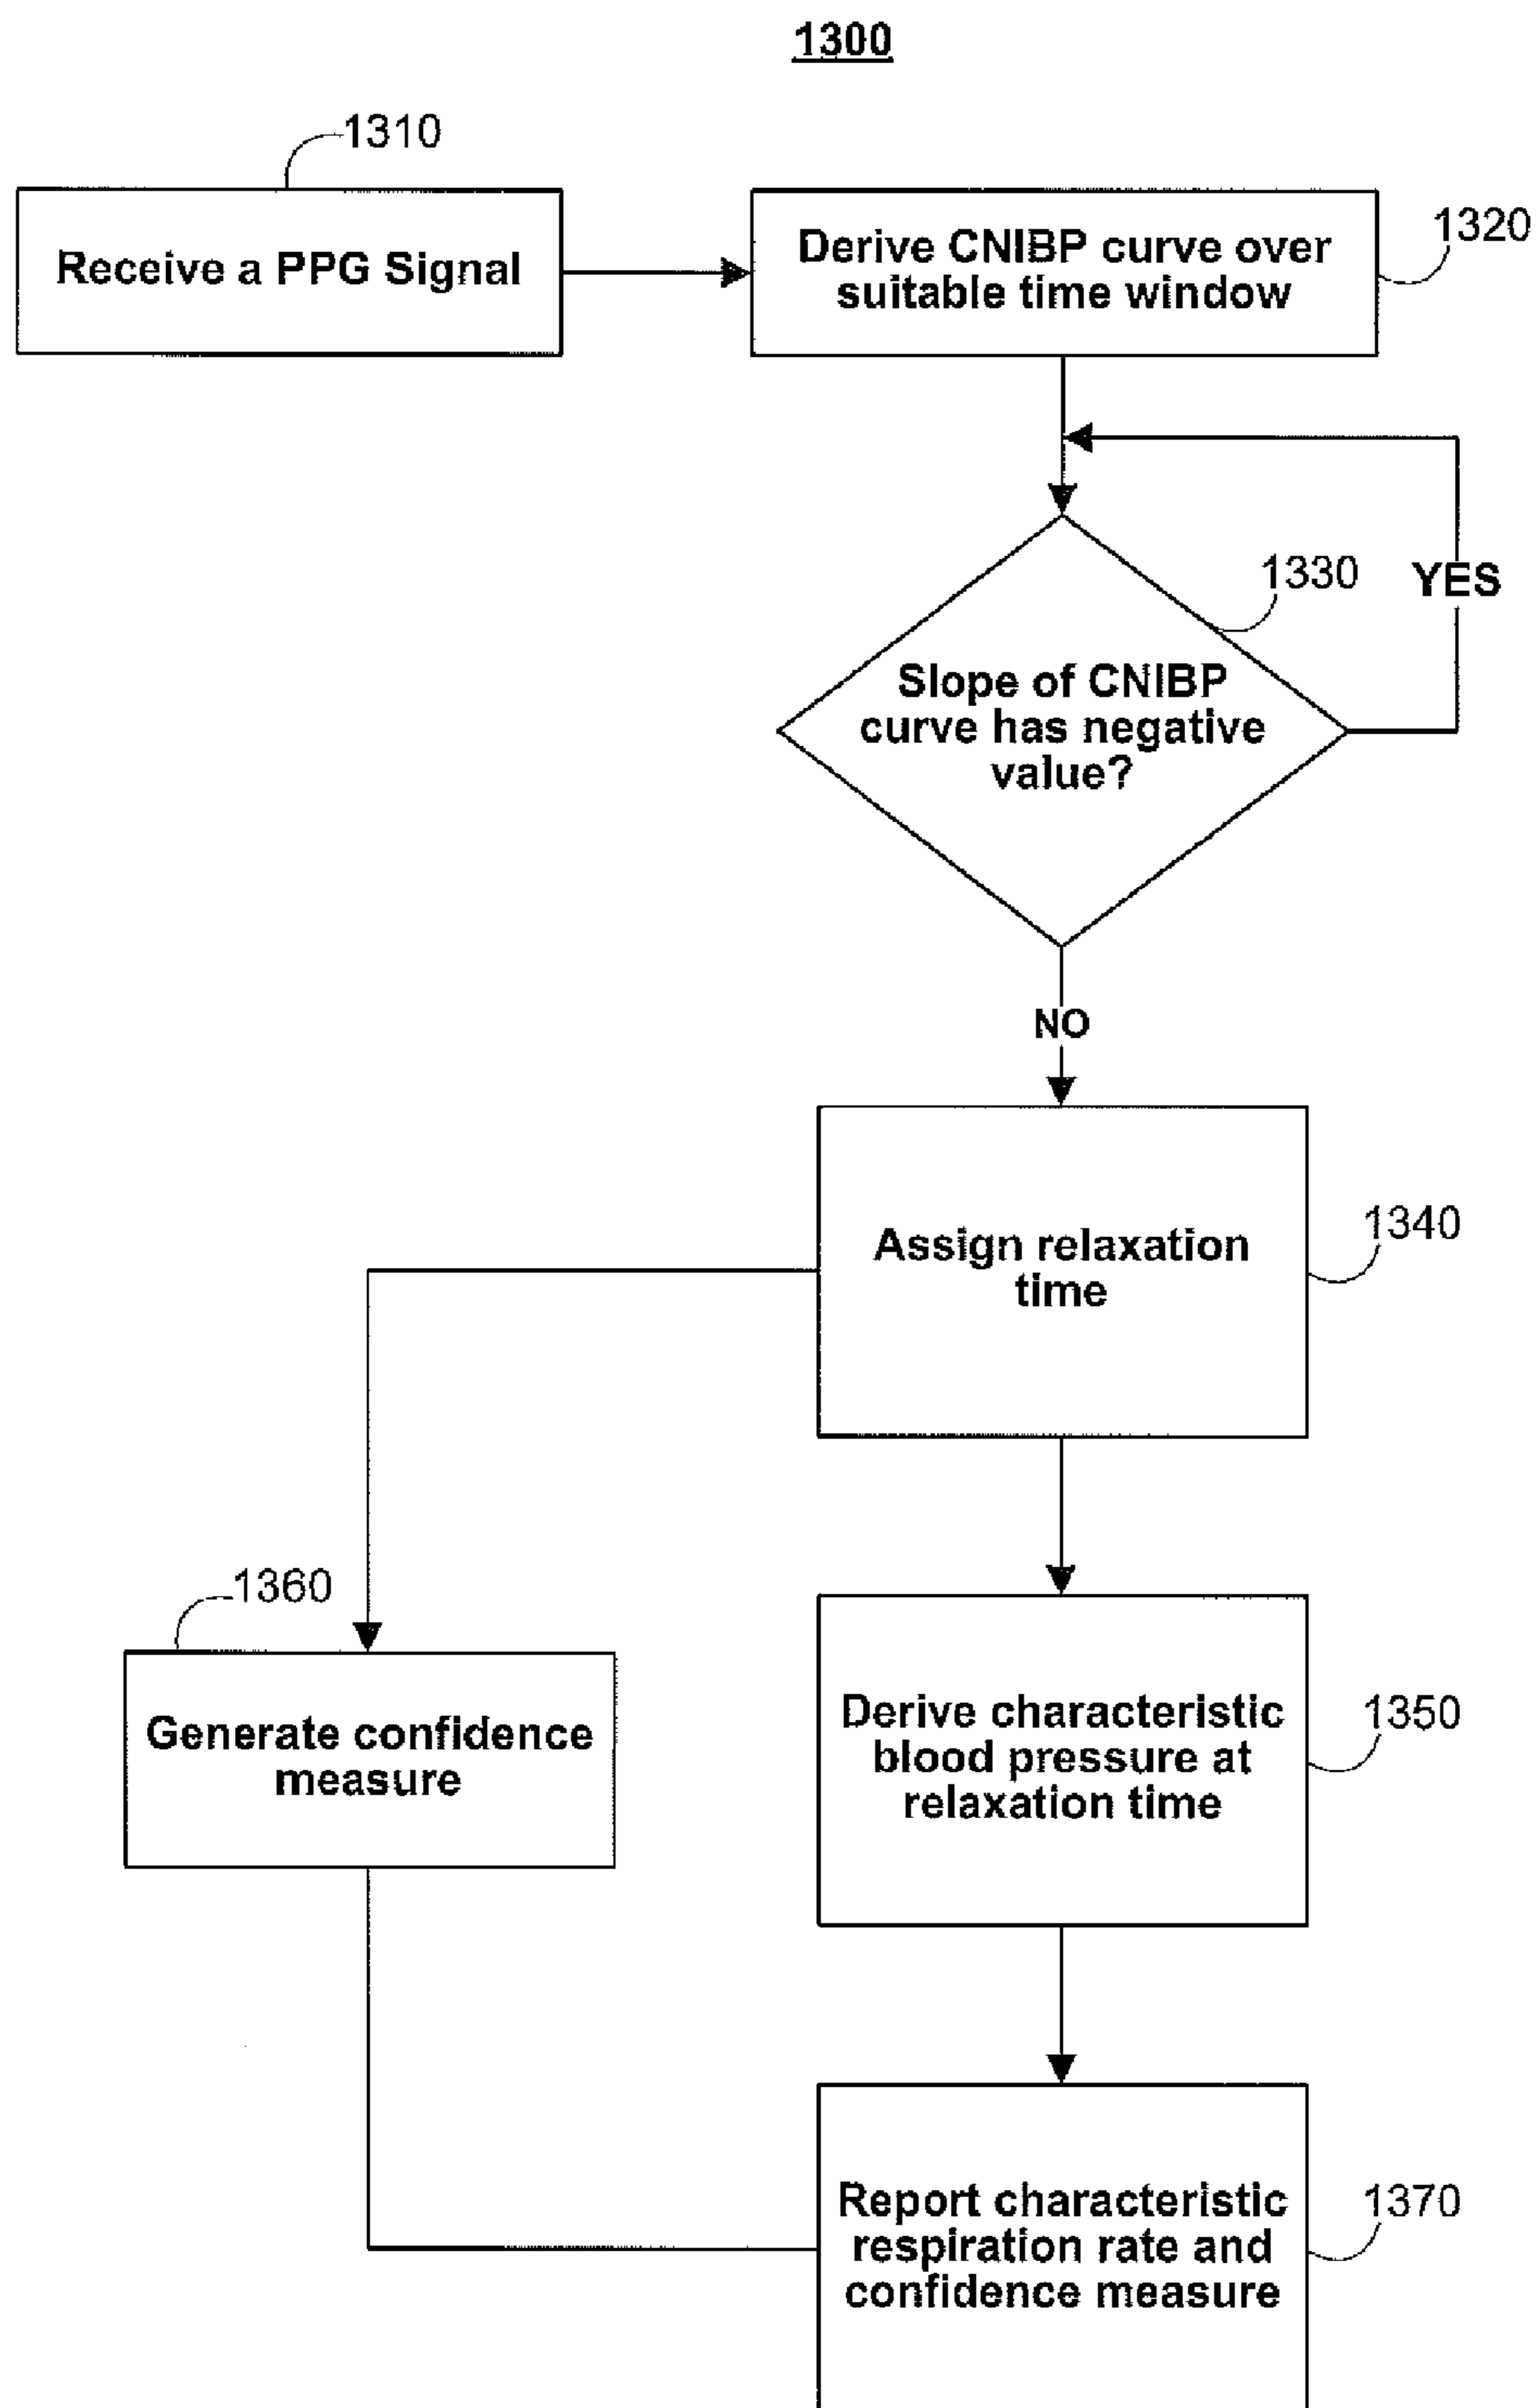 1300
1310
Receive a PPG Signal
Derive CNIBP curve over
suitable time window
1320
1330
YES
Slope of CNIBP
curve has negative
value?
NO
Assign relaxation
time
1340
1360
Generate confidence
measure
Derive characteristic
blood pressure at
relaxation time
1350
Report characteristic
respiration rate and
confidence measure
1370